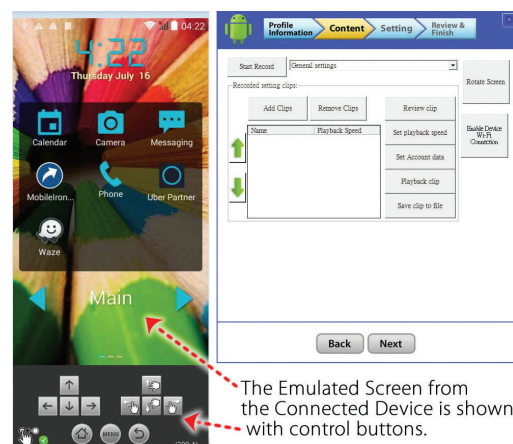 04:22
4:22
Thursday July 16
Calendar
Camera
Messaging
MobileIron...
Phone
Uber Partner
Waze
Main
MENU
Profile Information
Content
Setting
Review & Finish
Start Record
General settings
Rotate Screen
Recorded setting clips:
Add Clips
Remove Clips
Review clip
Name
Playback Speed
Set playback speed
Enable Device
Wi-Fi
Connection
Set Account data
Playback clip
Save clip to file
Back
Next
The Emulated Screen from
the Connected Device is shown
with control buttons.